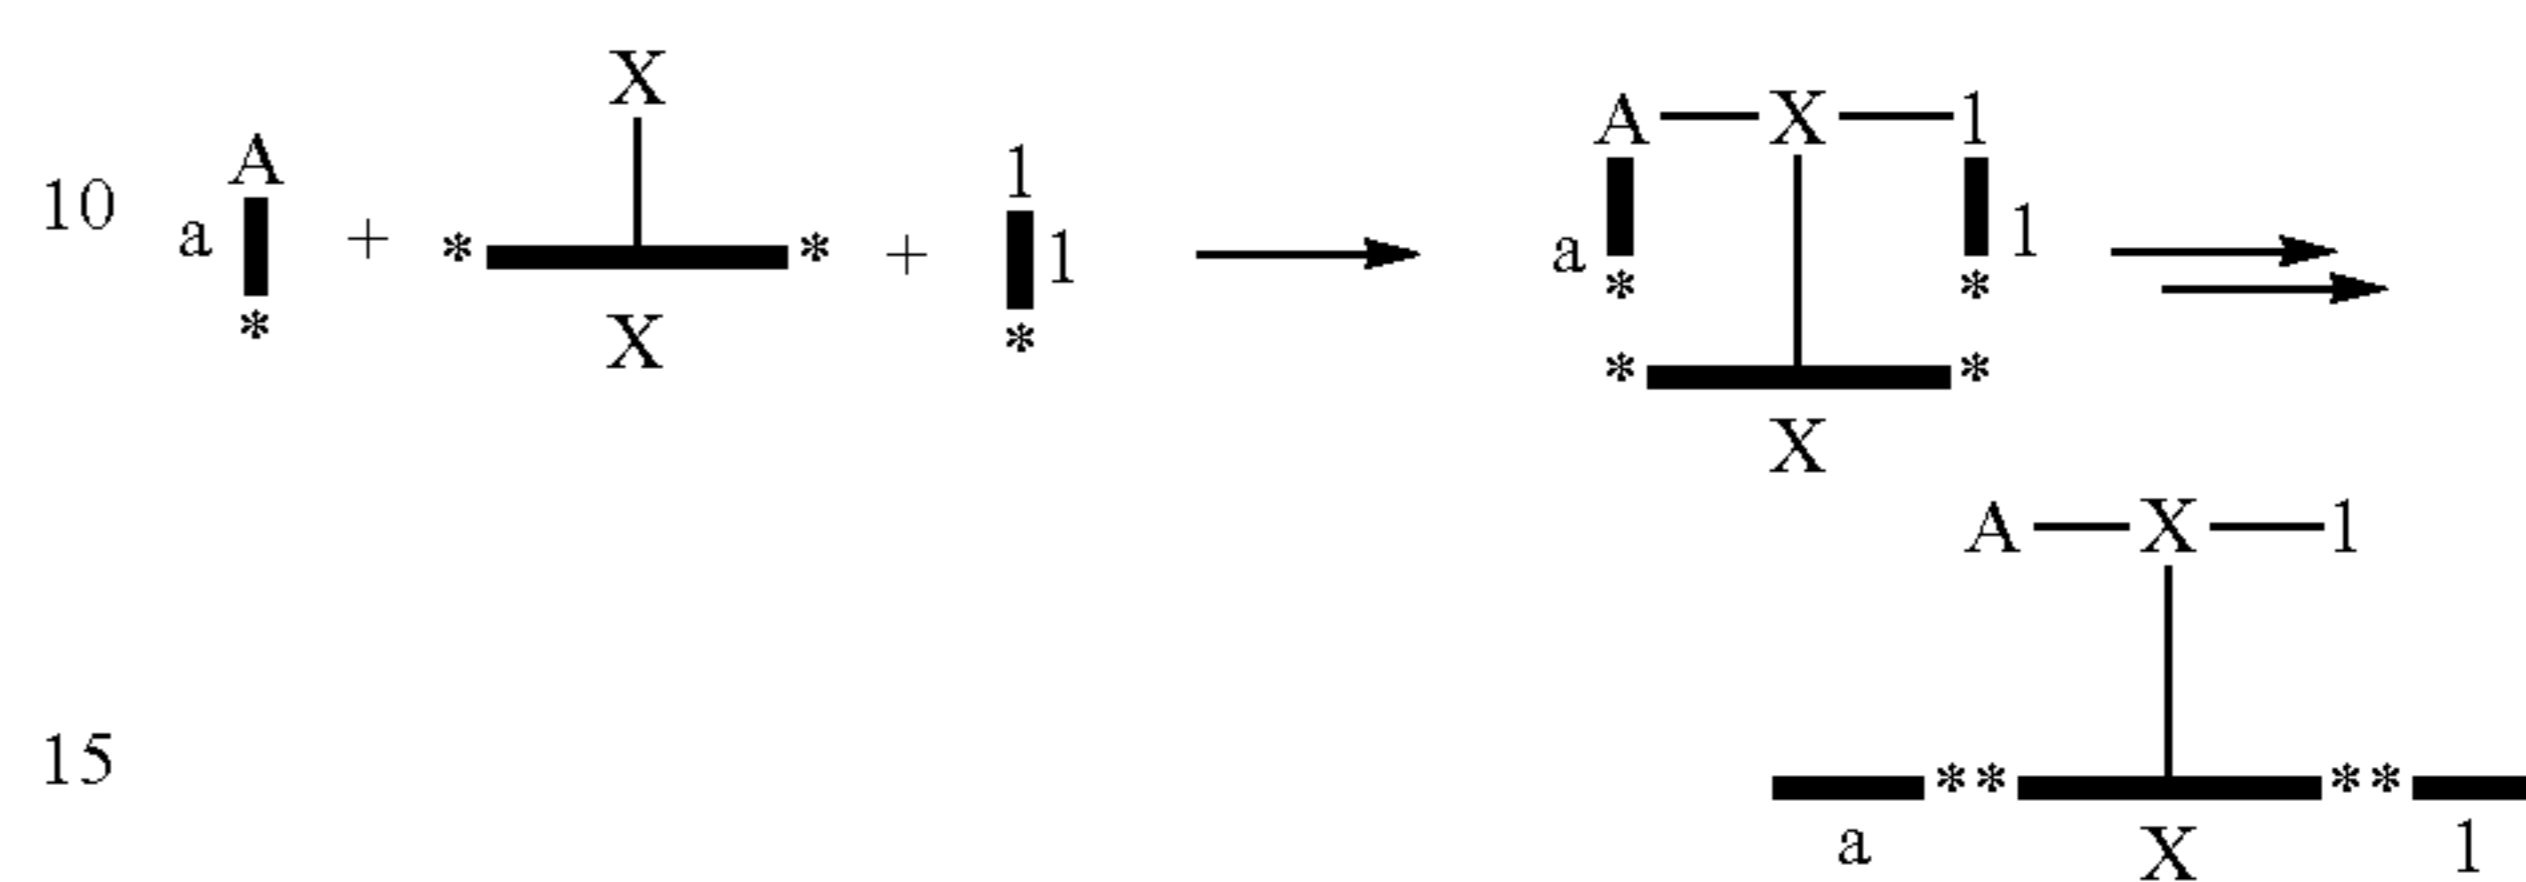 X
A — X — 1
A
1
10 a + * * + 1 a 1
* * * *
X * * *
X
A — X — 1
15 ** **
a X 1